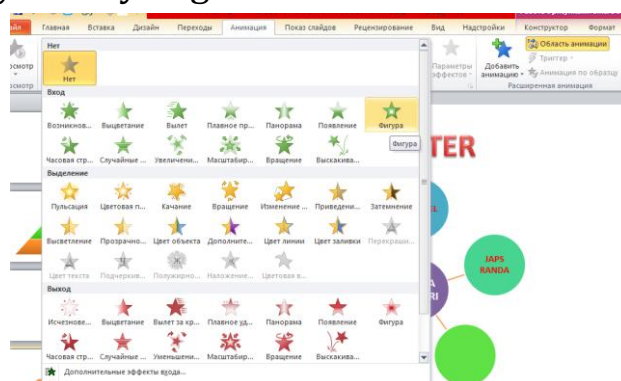 Главная Вставка Дизайн Переходы Анимация Показ слайдов Рецензирование Вид Надстройки Конструктор Формат
Нет
Нет
Вход
Возникнов... Выцветание Вылет Плавное пр... Панорама Появление Фигура
Фигура
Часовая стр... Случайные ... Увеличени... Масштабир... Вращение Выскакива...
Выделение
Пульсация Цветовая п... Качание Вращение Изменение ... Приведени... Затемнение
Высветление Прозрачно... Цвет объекта Дополните... Цвет линии Цвет заливки Перекраши...
Цвет текста Подчеркив... Полужирно... Наложение... Цветовая в...
Выход
Исчезнове... Выцветание Вылет за кр... Плавное уд... Панорама Появление Фигура
Часовая стр... Случайные ... Уменьшени... Масштабир... Вращение Выскакива...
Дополнительные эффекты входа...
Параметры
эффектов
Добавить
анимацию
Область анимации
Триггер
Анимация по образцу
Расширенная анимация
TER
JAPS
RANDA